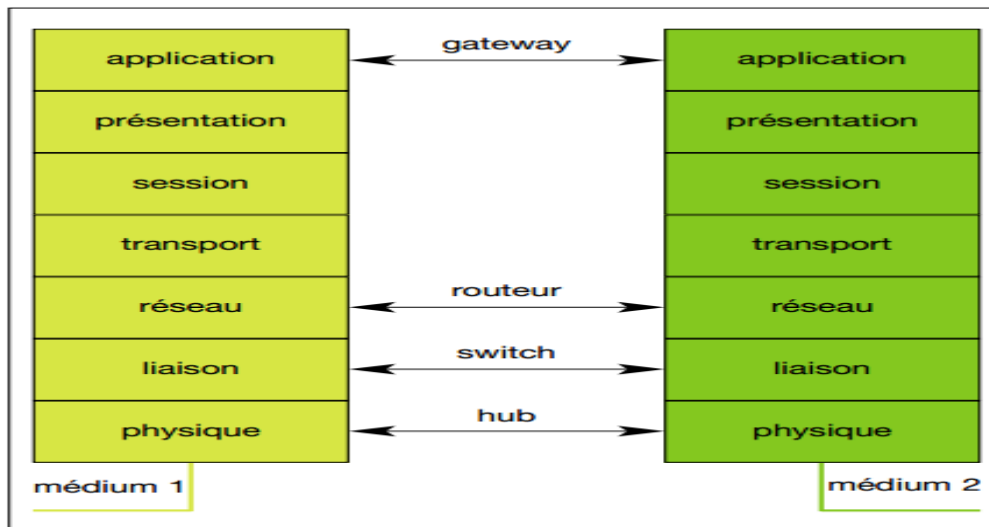 application gateway application
présentation présentation
session session
transport transport
réseau routeur réseau
liaison switch liaison
physique hub physique
médium 1 médium 2